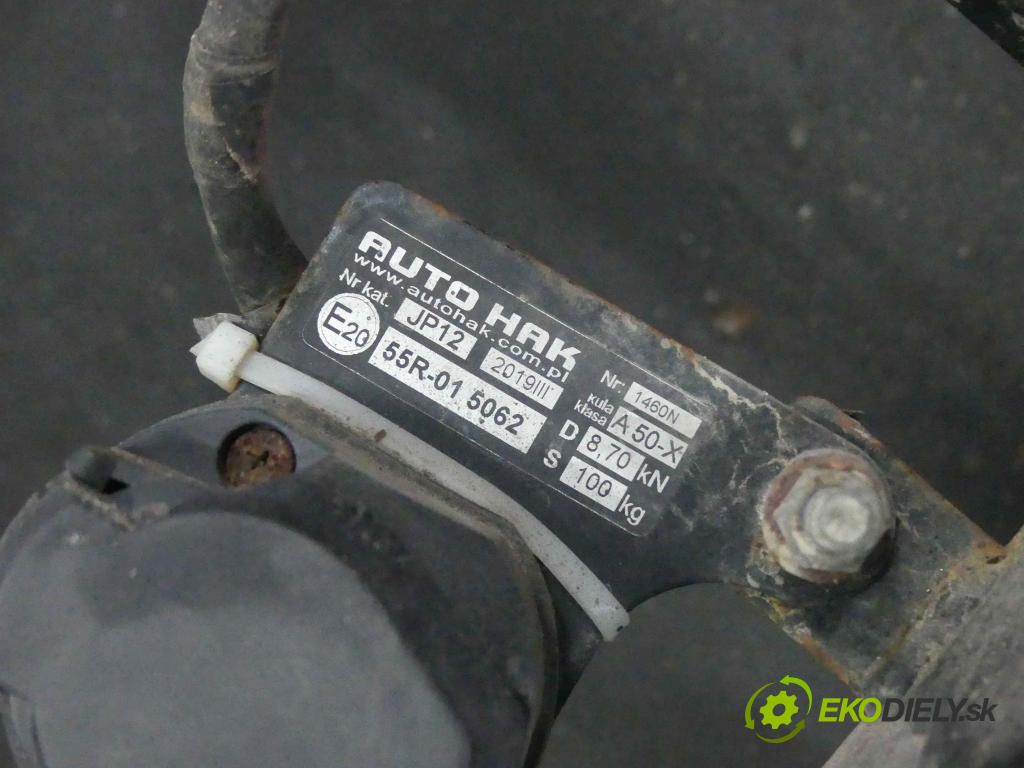 AUTO HAK
www.autohak.com.pl
Nr kat. JP12 2019III
E20 55R-01 5062
Nr: 1460N
kula klasa A 50-X
D 8,70 kN
S 100 kg
EKODIELY.sk